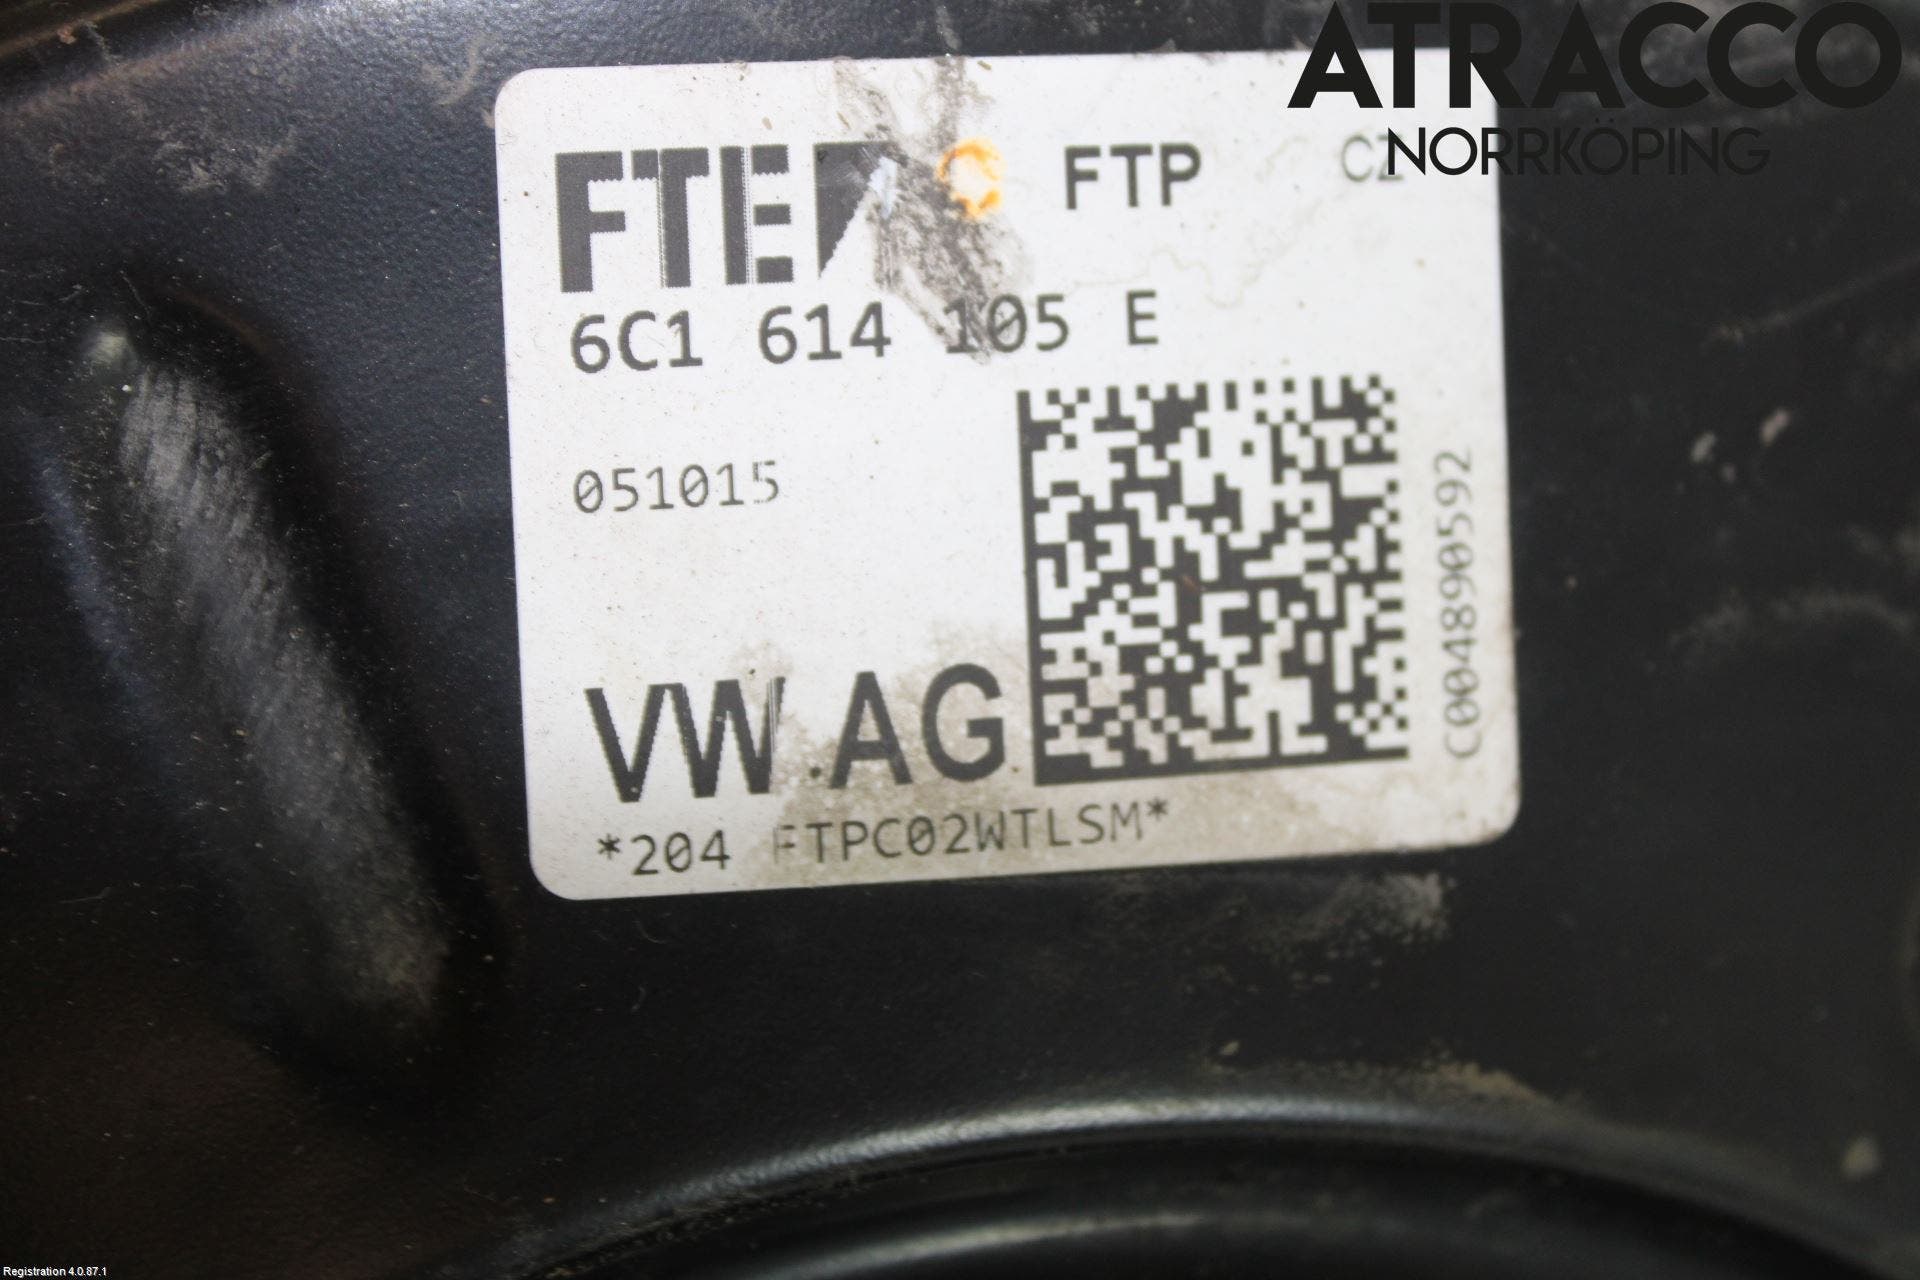 ATRACCO
NORRKÖPING
FTE FTP CZ
6C1 614 105 E
051015
C004890592
VW AG
*204 FTPC02WTLSM*
Registration 4.0.87.1